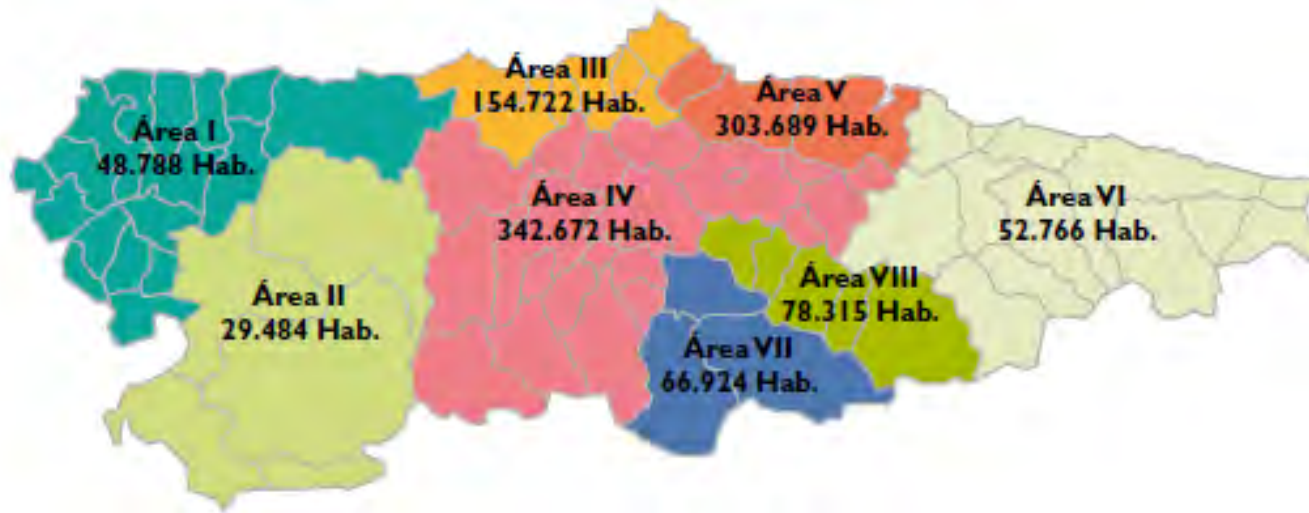 Área I
48.788 Hab.
Área II
29.484 Hab.
Área III
154.722 Hab.
Área IV
342.672 Hab.
Área V
303.689 Hab.
Área VI
52.766 Hab.
Área VII
66.924 Hab.
Área VIII
78.315 Hab.